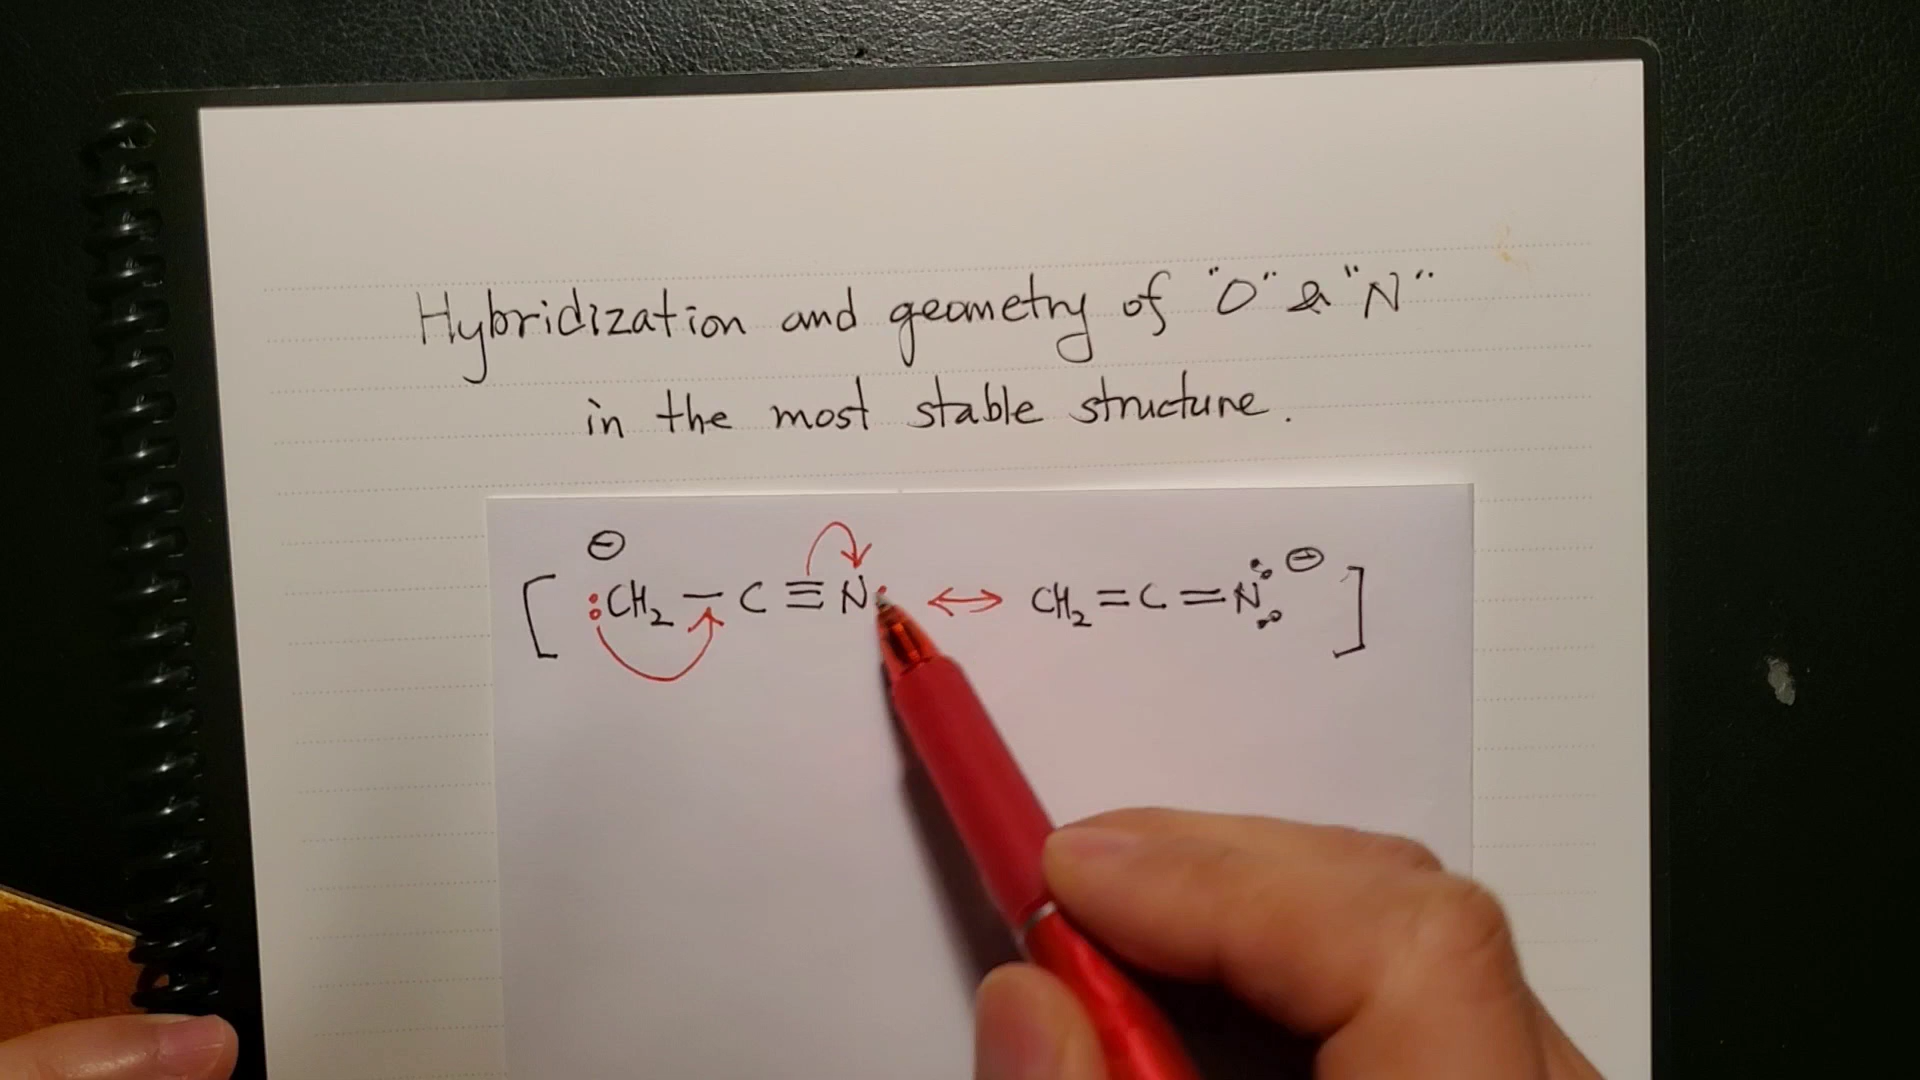 Hybridization and geometry of "O" & "N"
in the most stable structure.
[ :CH₂⊖ — C ≡ N: ↔ CH₂ = C = N::⊖ ]